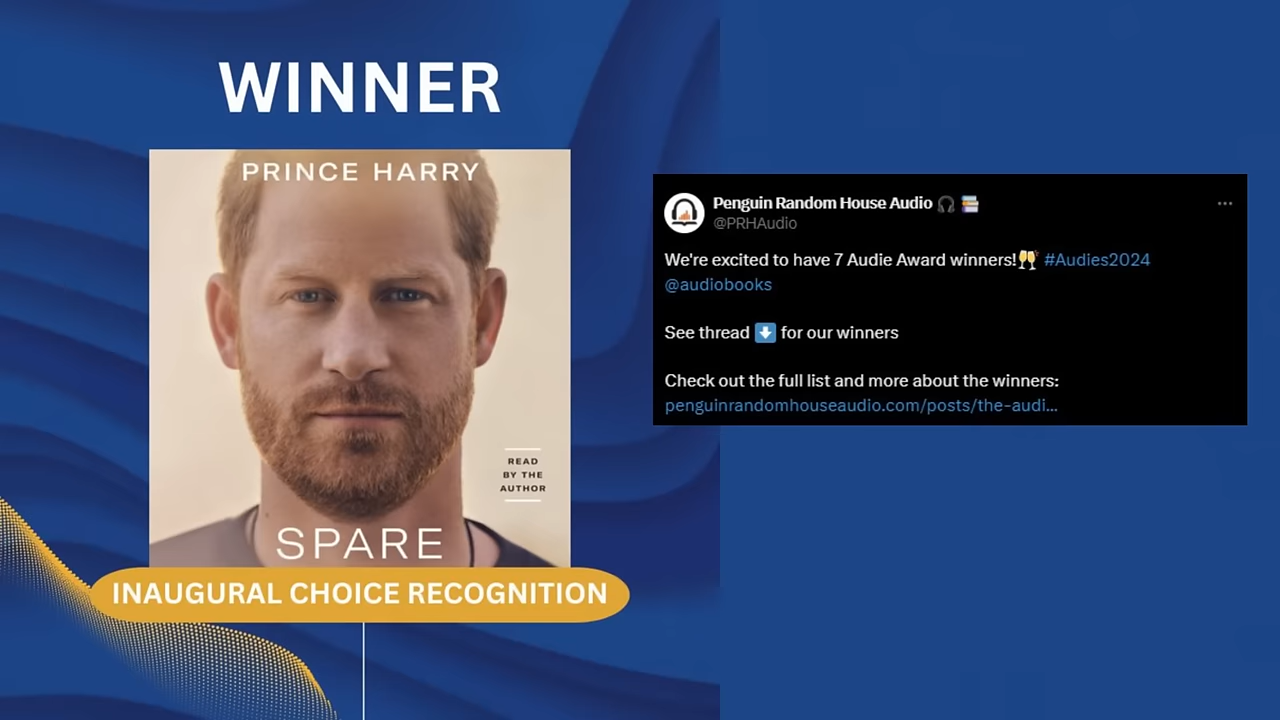 WINNER
PRINCE HARRY
READ
BY THE
AUTHOR
SPARE
INAUGURAL CHOICE RECOGNITION
Penguin Random House Audio 🎧 📚
@PRHAudio
We're excited to have 7 Audie Award winners!🥂 #Audies2024
@audiobooks
See thread ⬇️ for our winners
Check out the full list and more about the winners:
penguinrandomhouseaudio.com/posts/the-audi...